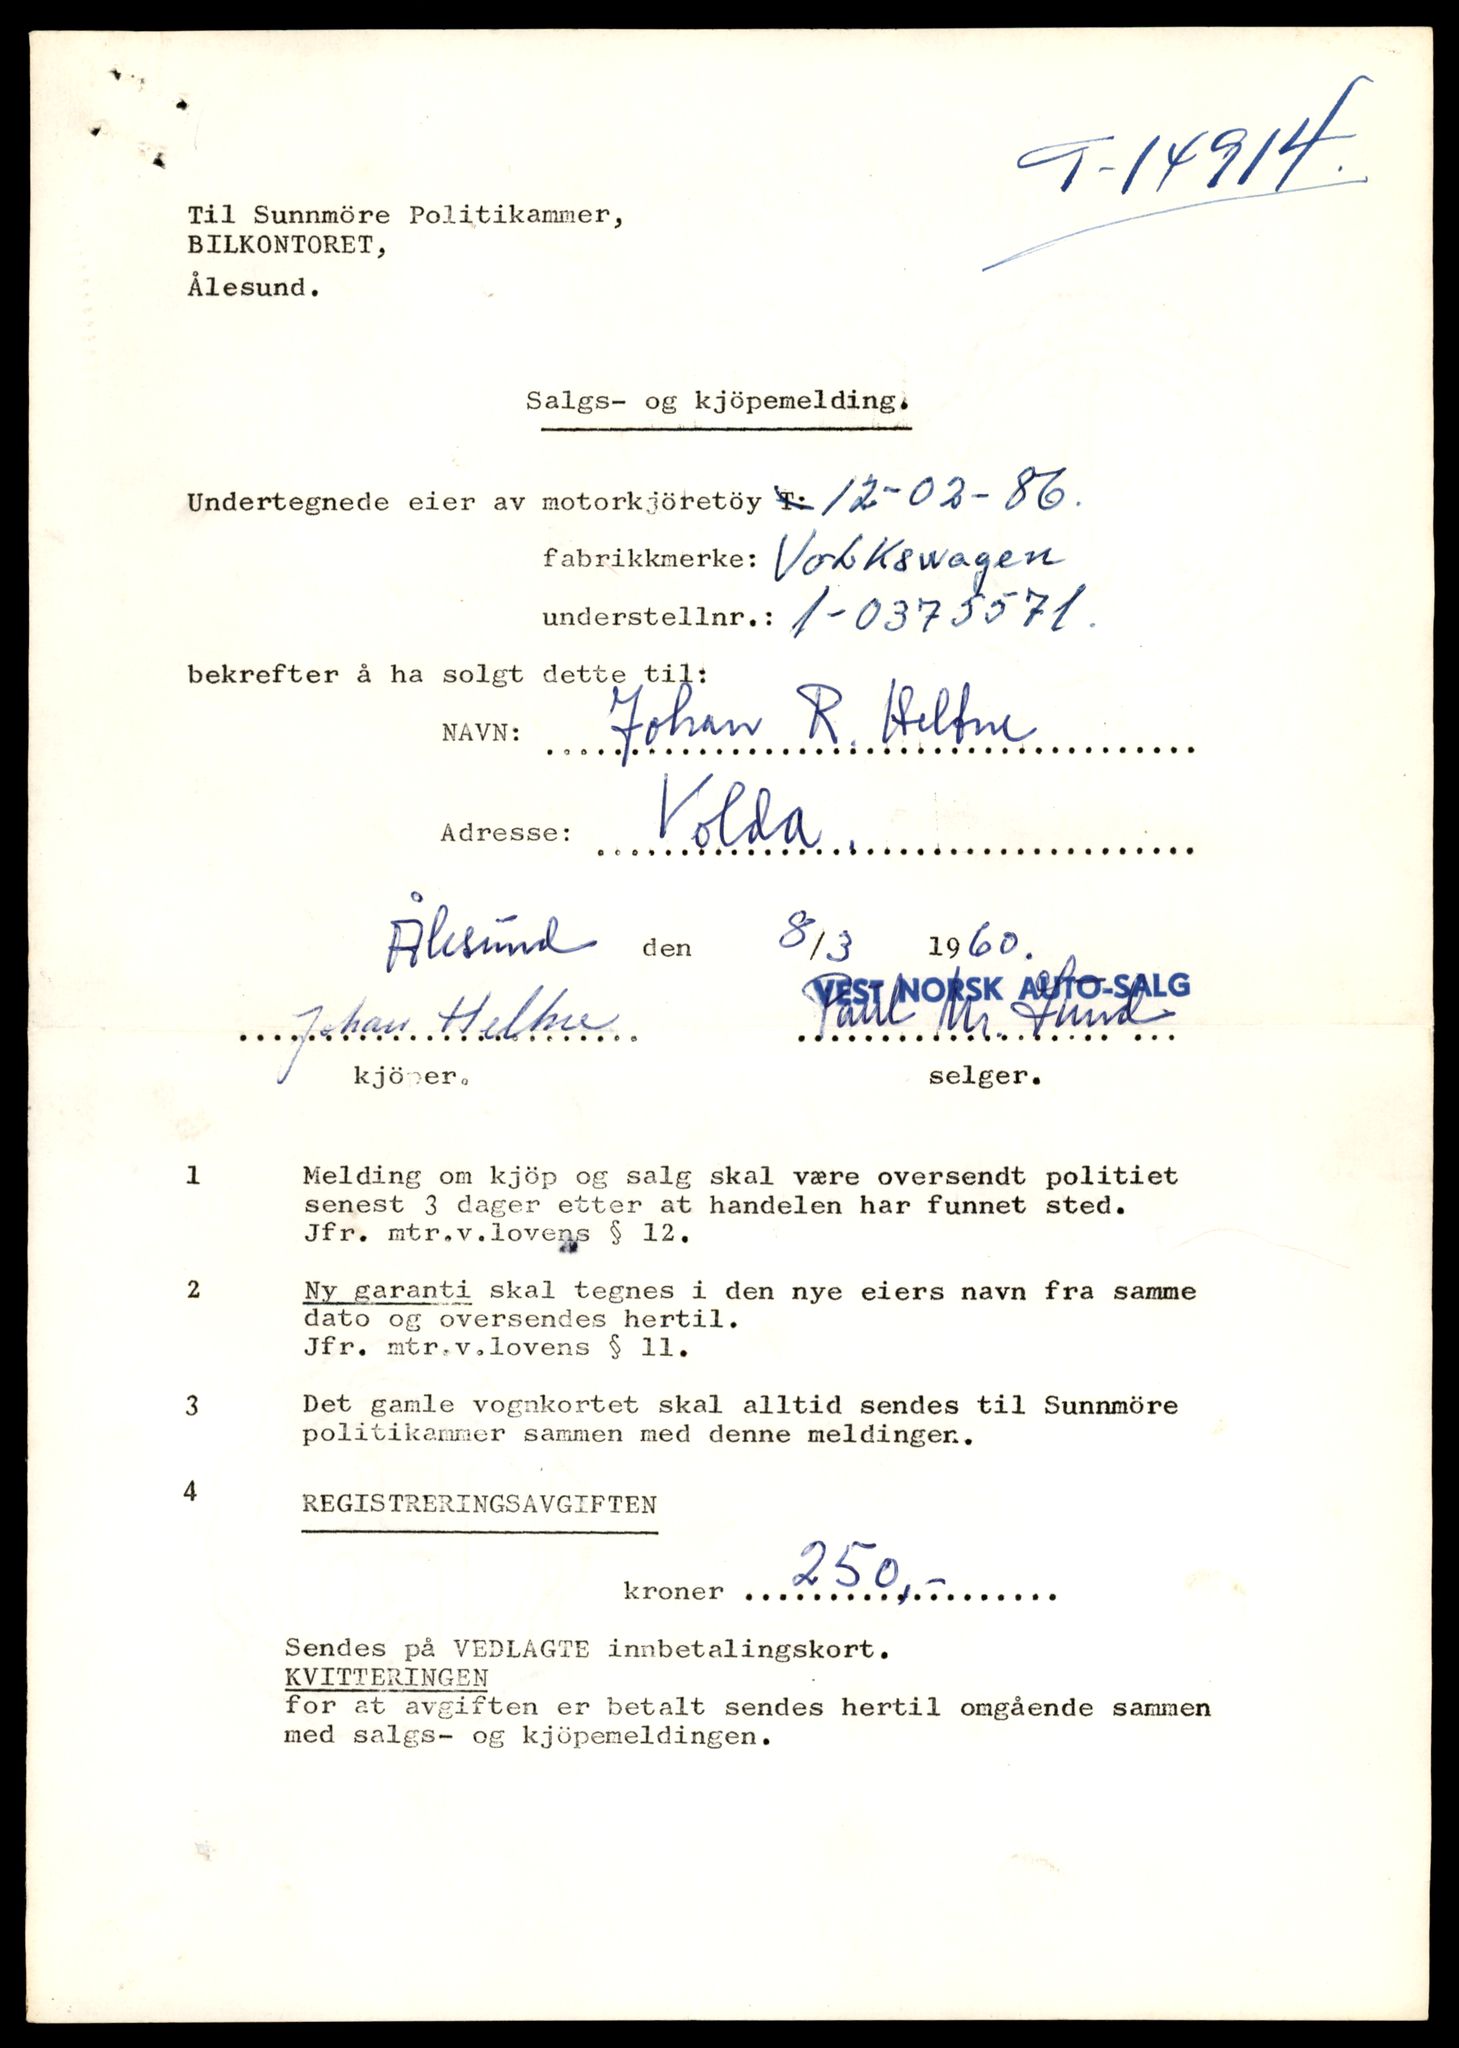 T-14914.
Til Sunnmöre Politikammer,
BILKONTORET,
Ålesund.
Salgs- og kjöpemelding.
Undertegnede eier av motorkjöretöy T: 12-02-86.
fabrikkmerke: Volkswagen
understellnr.: 1-0375571.
bekrefter å ha solgt dette til:
NAVN: Johan R. Heltne
Adresse: Volda.
Ålesund den 8/3 1960.
VEST NORSK AUTO-SALG
Johan Heltne Paul Kr. Lund
kjöper. selger.
1 Melding om kjöp og salg skal være oversendt politiet
senest 3 dager etter at handelen har funnet sted.
Jfr. mtr.v.lovens § 12.
2 Ny garanti skal tegnes i den nye eiers navn fra samme
dato og oversendes hertil.
Jfr. mtr.v.lovens § 11.
3 Det gamle vognkortet skal alltid sendes til Sunnmöre
politikammer sammen med denne meldingen.
4 REGISTRERINGSAVGIFTEN
kroner 250,-
Sendes på VEDLAGTE innbetalingskort.
KVITTERINGEN
for at avgiften er betalt sendes hertil omgående sammen
med salgs- og kjöpemeldingen.